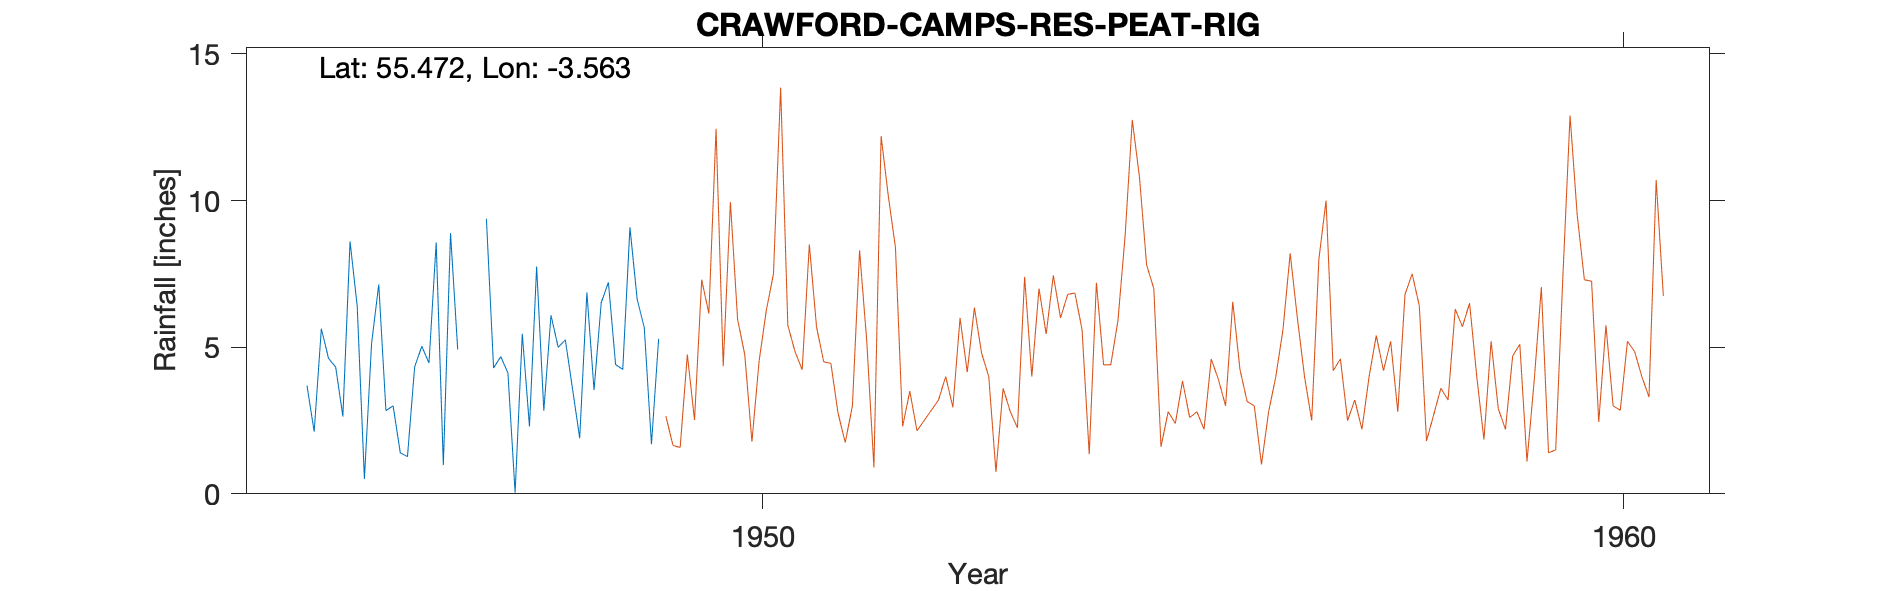 CRAWFORD-CAMPS-RES-PEAT-RIG
Lat: 55.472, Lon: -3.563
15
10
5
0
Rainfall [inches]
1950
1960
Year